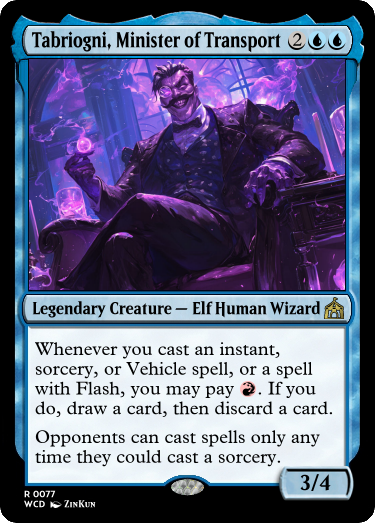 Tabriogni, Minister of Transport 2
Legendary Creature — Elf Human Wizard
Whenever you cast an instant,
sorcery, or Vehicle spell, or a spell
with Flash, you may pay . If you
do, draw a card, then discard a card.
Opponents can cast spells only any
time they could cast a sorcery.
3/4
R 0077
WCD ZinKun